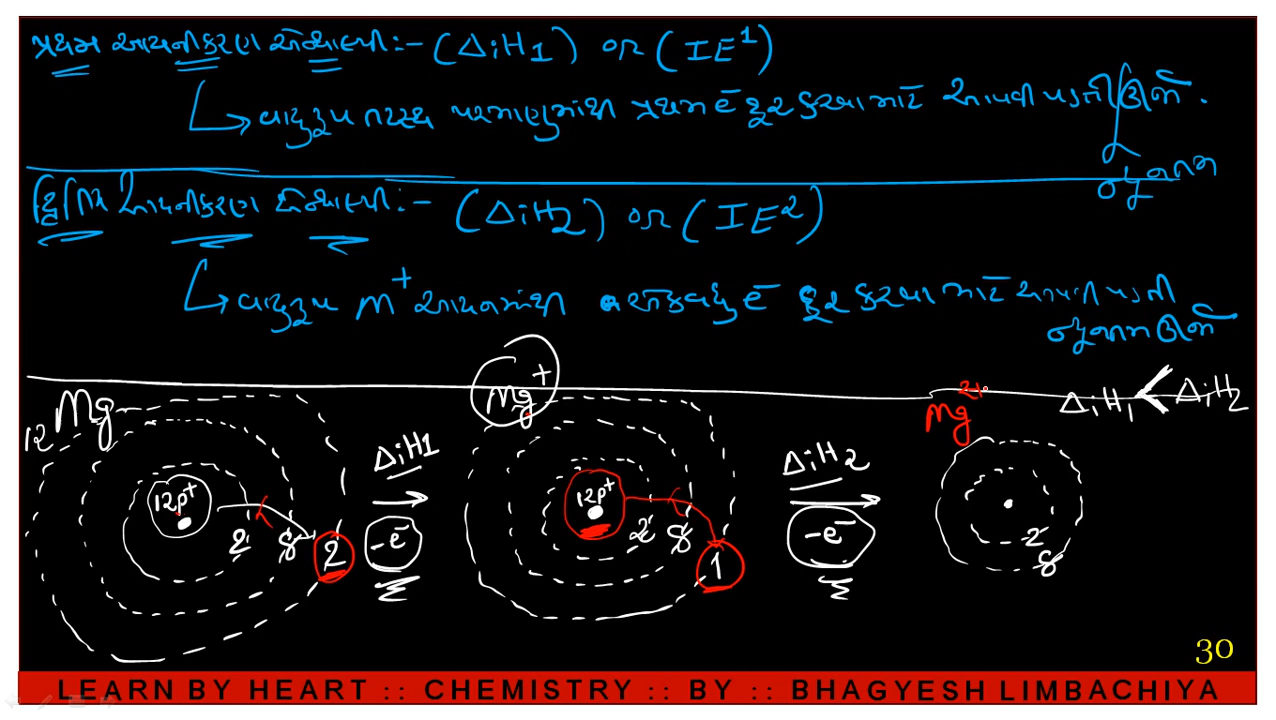 પ્રથમ આયનીકરણ એન્થાલ્પી:- (ΔiH1) or (IE¹)
↳ વાયુરૂપ તટસ્થ પરમાણુમાંથી પ્રથમ e⁻ દૂર કરવા માટે આપવી પડતી ઊર્જા.
ન્યુનતમ
દ્વિતિય આયનીકરણ એન્થાલ્પી:- (ΔiH2) or (IE²)
↳ વાયુરૂપ M⁺ આયનમાંથી e⁻ દૂર કરવા માટે આપવી પડતી
ન્યુનતમ ઊર્જા
₁₂Mg
12p⁺
2 8 2
ΔiH1
-e⁻
Mg⁺
12p⁺
2 8 1
ΔiH2
-e⁻
Mg²⁺
2
8
ΔiH₁ < ΔiH₂
30
LEARN BY HEART :: CHEMISTRY :: BY :: BHAGYESH LIMBACHIYA